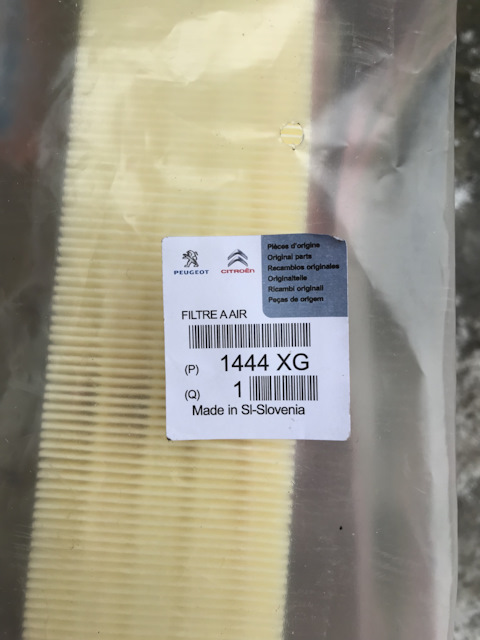 PEUGEOT
CITROËN
Pièces d'origine
Original parts
Recambios originales
Originalteile
Ricambi originali
Peças de origem
FILTRE A AIR
(P) 1444 XG
(Q) 1
Made in SI-Slovenia